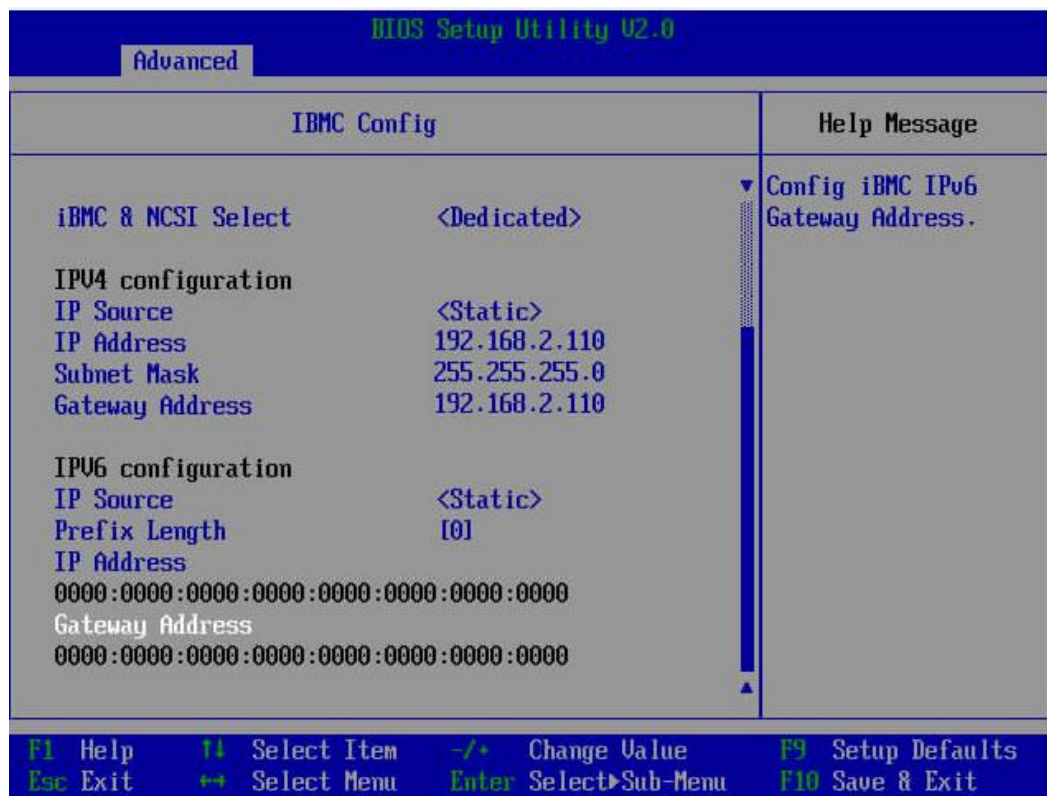 BIOS Setup Utility V2.0
Advanced
IBMC Config
Help Message
iBMC & NCSI Select <Dedicated>
IPV4 configuration
IP Source <Static>
IP Address 192.168.2.110
Subnet Mask 255.255.255.0
Gateway Address 192.168.2.110
IPV6 configuration
IP Source <Static>
Prefix Length [0]
IP Address
0000:0000:0000:0000:0000:0000:0000:0000
Gateway Address
0000:0000:0000:0000:0000:0000:0000:0000
Config iBMC IPv6
Gateway Address.
F1 Help ↑↓ Select Item -/+ Change Value F9 Setup Defaults
Esc Exit ↔ Select Menu Enter Select►Sub-Menu F10 Save & Exit